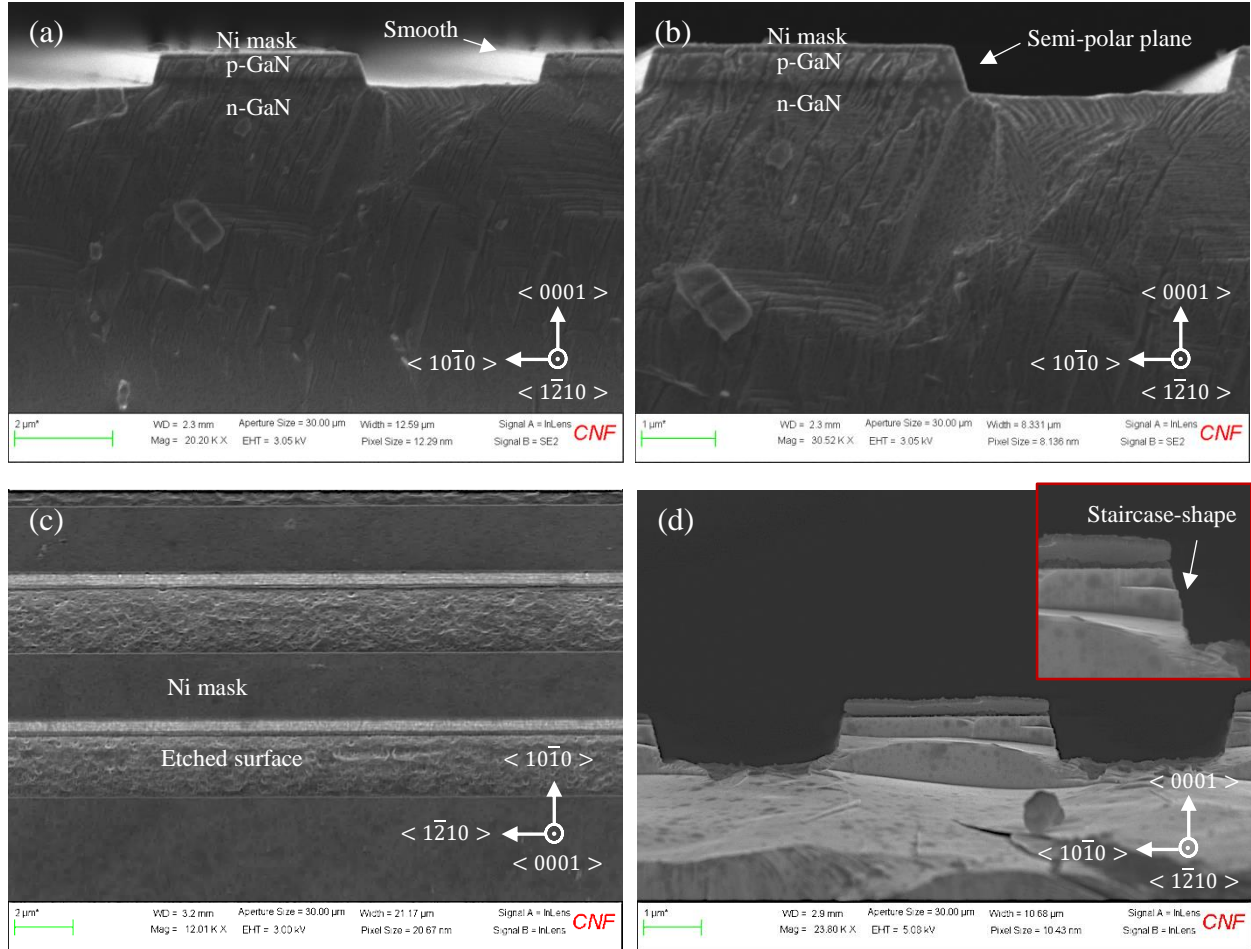 (a)
Ni mask
Smooth
p-GaN
n-GaN
< 0001 >
< 101̅0 >
< 12̅10 >
2 µm*
WD = 2.3 mm
Aperture Size = 30.00 µm
Width = 12.59 µm
Signal A = InLens
Mag = 20.20 K X
EHT = 3.05 kV
Pixel Size = 12.29 nm
Signal B = SE2
CNF
(b)
Ni mask
p-GaN
Semi-polar plane
n-GaN
< 0001 >
< 101̅0 >
< 12̅10 >
1 µm*
WD = 2.3 mm
Aperture Size = 30.00 µm
Width = 8.331 µm
Signal A = InLens
Mag = 30.52 K X
EHT = 3.05 kV
Pixel Size = 8.136 nm
Signal B = SE2
CNF
(c)
Ni mask
Etched surface
< 101̅0 >
< 12̅10 >
< 0001 >
2 µm*
WD = 3.2 mm
Aperture Size = 30.00 µm
Width = 21.17 µm
Signal A = InLens
Mag = 12.01 K X
EHT = 3.00 kV
Pixel Size = 20.67 nm
Signal B = InLens
CNF
(d)
Staircase-shape
< 0001 >
< 101̅0 >
< 12̅10 >
1 µm*
WD = 2.9 mm
Aperture Size = 30.00 µm
Width = 10.68 µm
Signal A = InLens
Mag = 23.80 K X
EHT = 5.08 kV
Pixel Size = 10.43 nm
Signal B = InLens
CNF